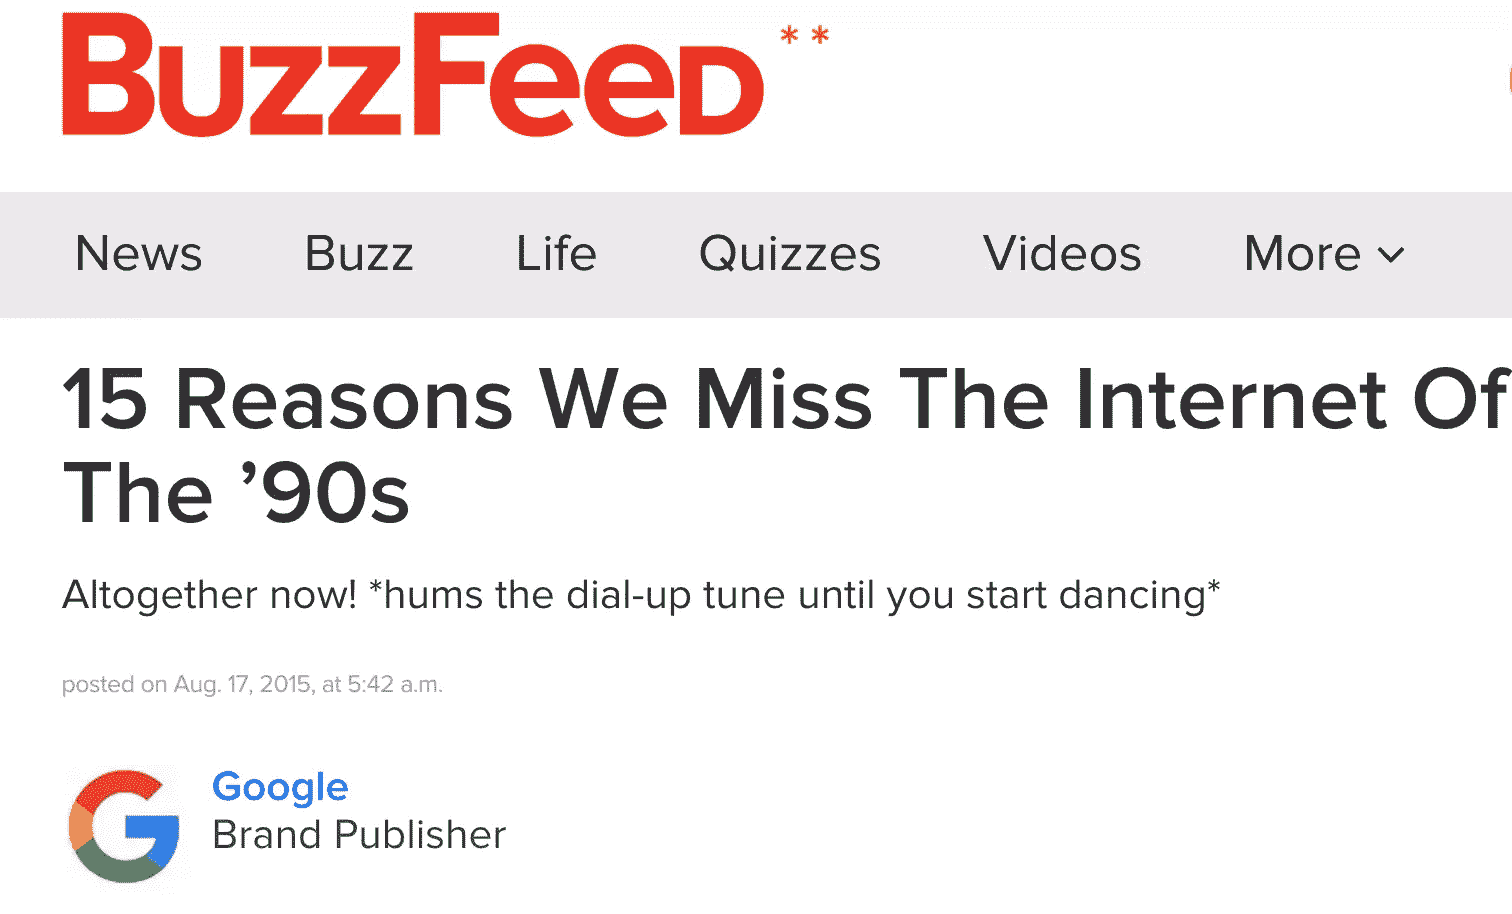 BuzzFeed**
News Buzz Life Quizzes Videos More
15 Reasons We Miss The Internet Of
The ’90s
Altogether now! *hums the dial-up tune until you start dancing*
posted on Aug. 17, 2015, at 5:42 a.m.
Google
Brand Publisher